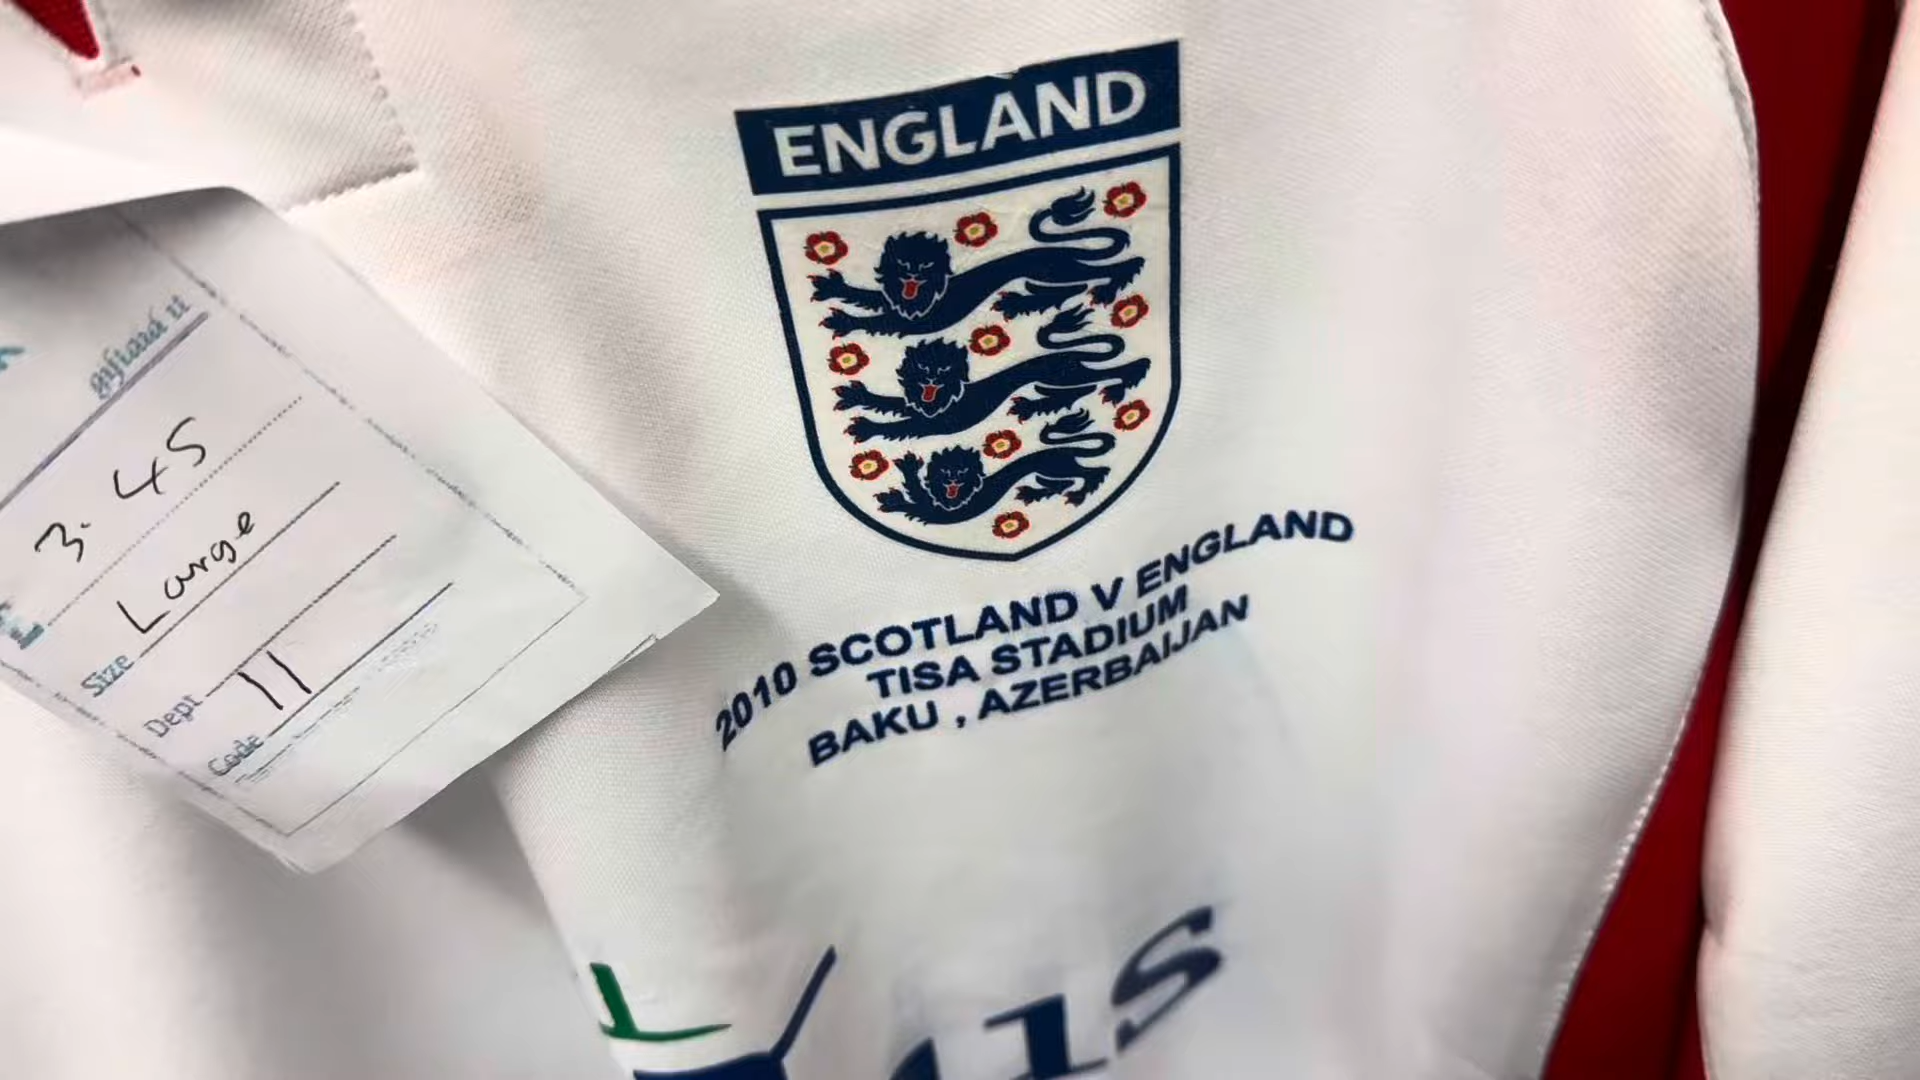 ENGLAND
2010 SCOTLAND V ENGLAND
TISA STADIUM
BAKU , AZERBAIJAN
3.45
Size Large
Dept
Code 11